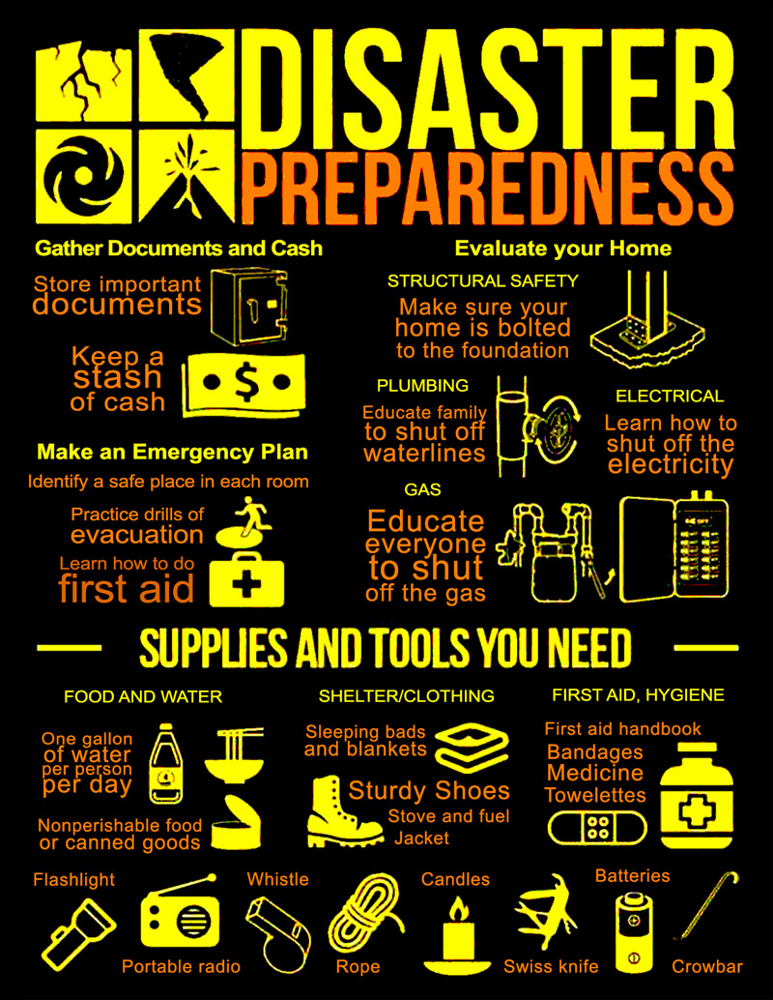 DISASTER
PREPAREDNESS
Gather Documents and Cash
Store important
documents
$
Keep a
stash
of cash
Make an Emergency Plan
Identify a safe place in each room
Practice drills of
evacuation
Learn how to do
first aid
Evaluate your Home
STRUCTURAL SAFETY
Make sure your
home is bolted
to the foundation
PLUMBING
Educate family
to shut off
waterlines
ELECTRICAL
Learn how to
shut off the
electricity
GAS
Educate
everyone
to shut
off the gas
SUPPLIES AND TOOLS YOU NEED
FOOD AND WATER
One gallon
of water
per person
per day
Nonperishable food
or canned goods
SHELTER/CLOTHING
Sleeping bads
and blankets
Sturdy Shoes
Stove and fuel
Jacket
FIRST AID, HYGIENE
First aid handbook
Bandages
Medicine
Towelettes
Flashlight
Portable radio
Whistle
Rope
Candles
Swiss knife
Batteries
Crowbar